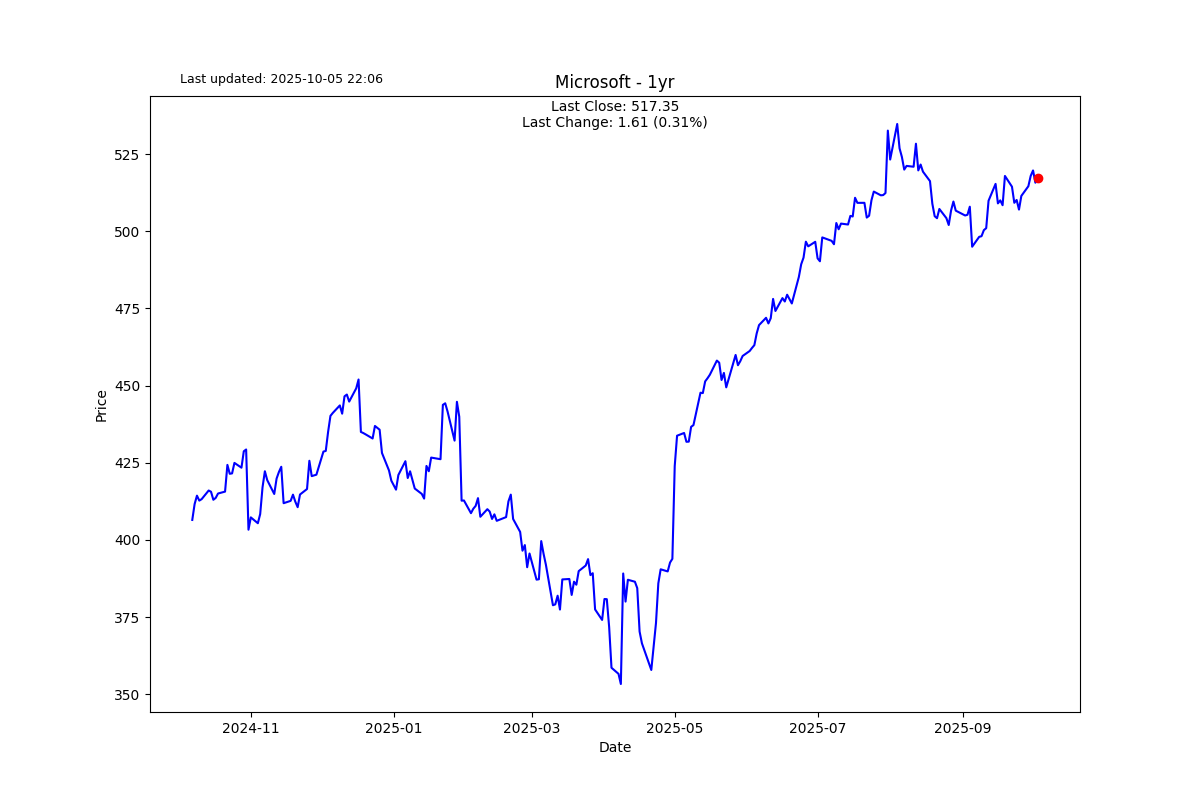 Last updated: 2025-10-05 22:06
Microsoft - 1yr
Last Close: 517.35
Last Change: 1.61 (0.31%)
Price
525
500
475
450
425
400
375
350
2024-11
2025-01
2025-03
2025-05
2025-07
2025-09
Date